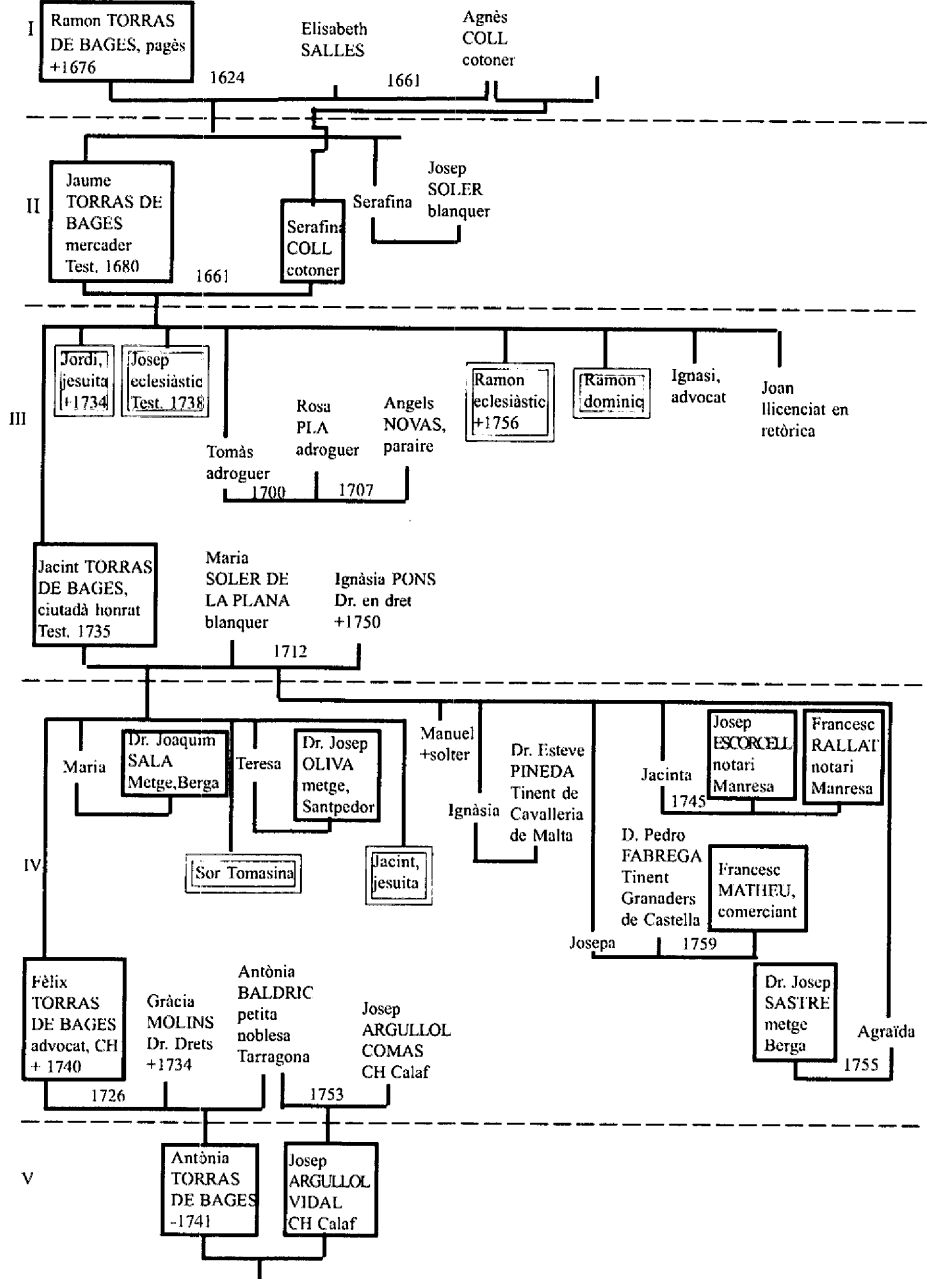 I
Ramon TORRAS
DE BAGES, pagès
+1676
Elisabeth
SALLES
Agnès
COLL
cotoner
1624
1661
II
Jaume
TORRAS DE
BAGES
mercader
Test. 1680
Serafina
COLL
cotoner
Serafina
Josep
SOLER
blanquer
1661
III
Jordi,
jesuita
+1734
Josep
eclesiàstic
Test. 1738
Tomàs
adroguer
Rosa
PLA
adroguer
Angels
NOVAS,
paraire
1700
1707
Ramon
eclesiàstic
+1756
Ramon
dominic
Ignasi,
advocat
Joan
llicenciat en
retòrica
Jacint TORRAS
DE BAGES,
ciutadà honrat
Test. 1735
Maria
SOLER DE
LA PLANA
blanquer
Ignàsia PONS
Dr. en dret
+1750
1712
IV
Maria
Dr. Joaquim
SALA
Metge,Berga
Teresa
Dr. Josep
OLIVA
metge,
Santpedor
Sor Tomasina
Jacint,
jesuita
Manuel
+solter
Ignàsia
Dr. Esteve
PINEDA
Tinent de
Cavalleria
de Malta
Jacinta
Josep
ESCORCELL
notari
Manresa
Francesc
RALLAT
notari
Manresa
1745
Josepa
D. Pedro
FABREGA
Tinent
Granaders
de Castella
Francesc
MATHEU,
comerciant
1759
Dr. Josep
SASTRE
metge
Berga
Agraïda
1755
Fèlix
TORRAS
DE BAGES
advocat, CH
+ 1740
Gràcia
MOLINS
Dr. Drets
+1734
Antònia
BALDRIC
petita
noblesa
Tarragona
Josep
ARGULLOL
COMAS
CH Calaf
1726
1753
V
Antònia
TORRAS
DE BAGES
-1741
Josep
ARGULLOL
VIDAL
CH Calaf